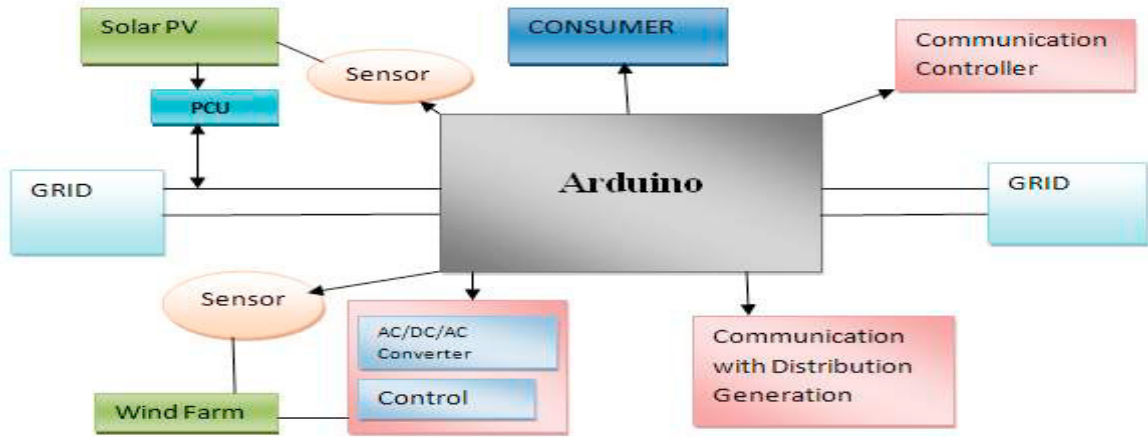 Solar PV
CONSUMER
Communication
Controller
Sensor
PCU
GRID
Arduino
GRID
Sensor
AC/DC/AC
Converter
Control
Communication
with Distribution
Generation
Wind Farm